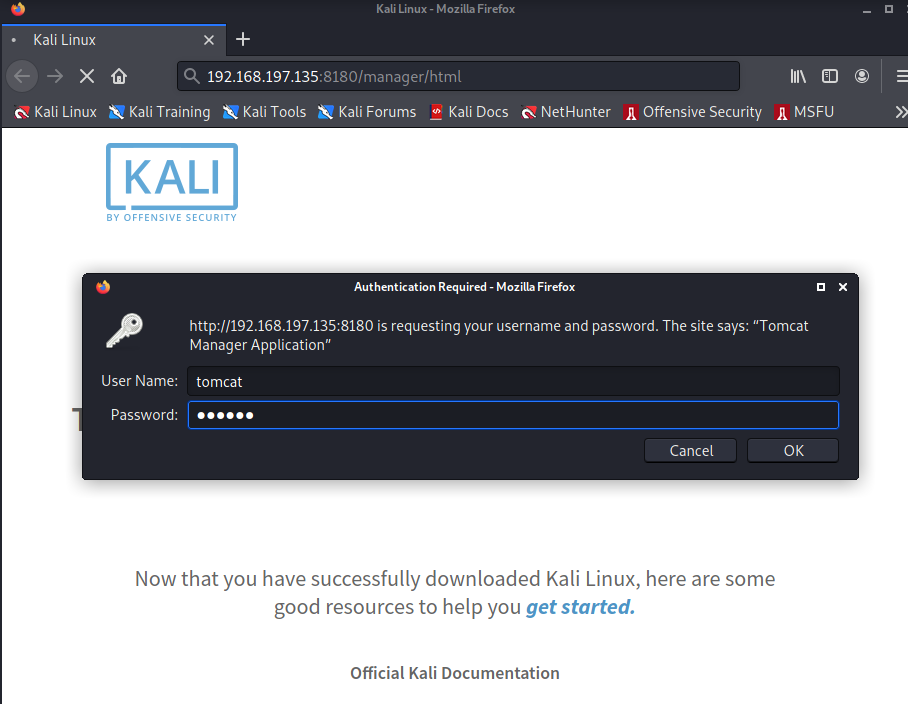 Kali Linux - Mozilla Firefox
Kali Linux
192.168.197.135:8180/manager/html
Kali Linux Kali Training Kali Tools Kali Forums Kali Docs NetHunter Offensive Security MSFU
KALI
BY OFFENSIVE SECURITY
Authentication Required - Mozilla Firefox
http://192.168.197.135:8180 is requesting your username and password. The site says: “Tomcat
Manager Application”
User Name: tomcat
Password: ●●●●●●
Cancel OK
Now that you have successfully downloaded Kali Linux, here are some
good resources to help you get started.
Official Kali Documentation